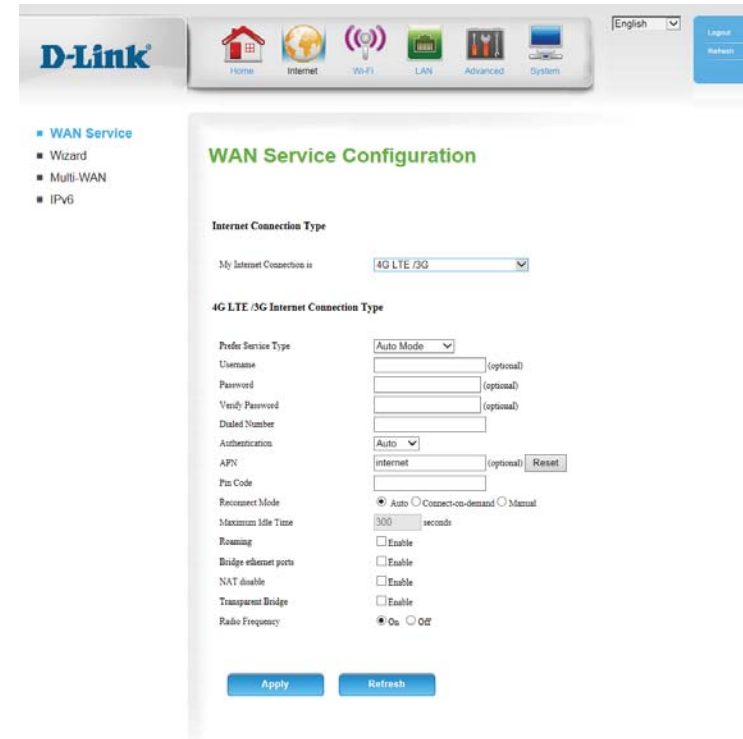 D-Link
Home Internet Wi-Fi LAN Advanced System
English
Logout
Refresh
WAN Service
Wizard
Multi-WAN
IPv6
WAN Service Configuration
Internet Connection Type
My Internet Connection is 4G LTE /3G
4G LTE /3G Internet Connection Type
Prefer Service Type Auto Mode
Username (optional)
Password (optional)
Verify Password (optional)
Dialed Number
Authentication Auto
APN internet (optional) Reset
Pin Code
Reconnect Mode Auto Connect-on-demand Manual
Maximum Idle Time 300 seconds
Roaming Enable
Bridge ethernet ports Enable
NAT disable Enable
Transparent Bridge Enable
Radio Frequency On Off
Apply Refresh